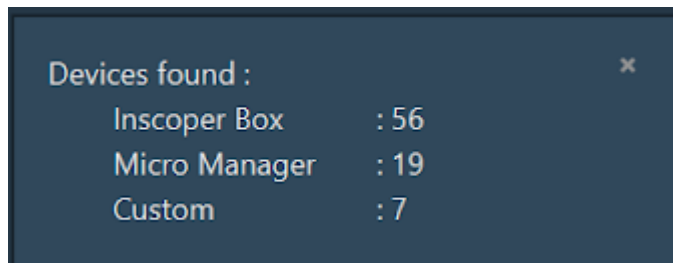 Devices found :
Inscoper Box : 56
Micro Manager : 19
Custom : 7